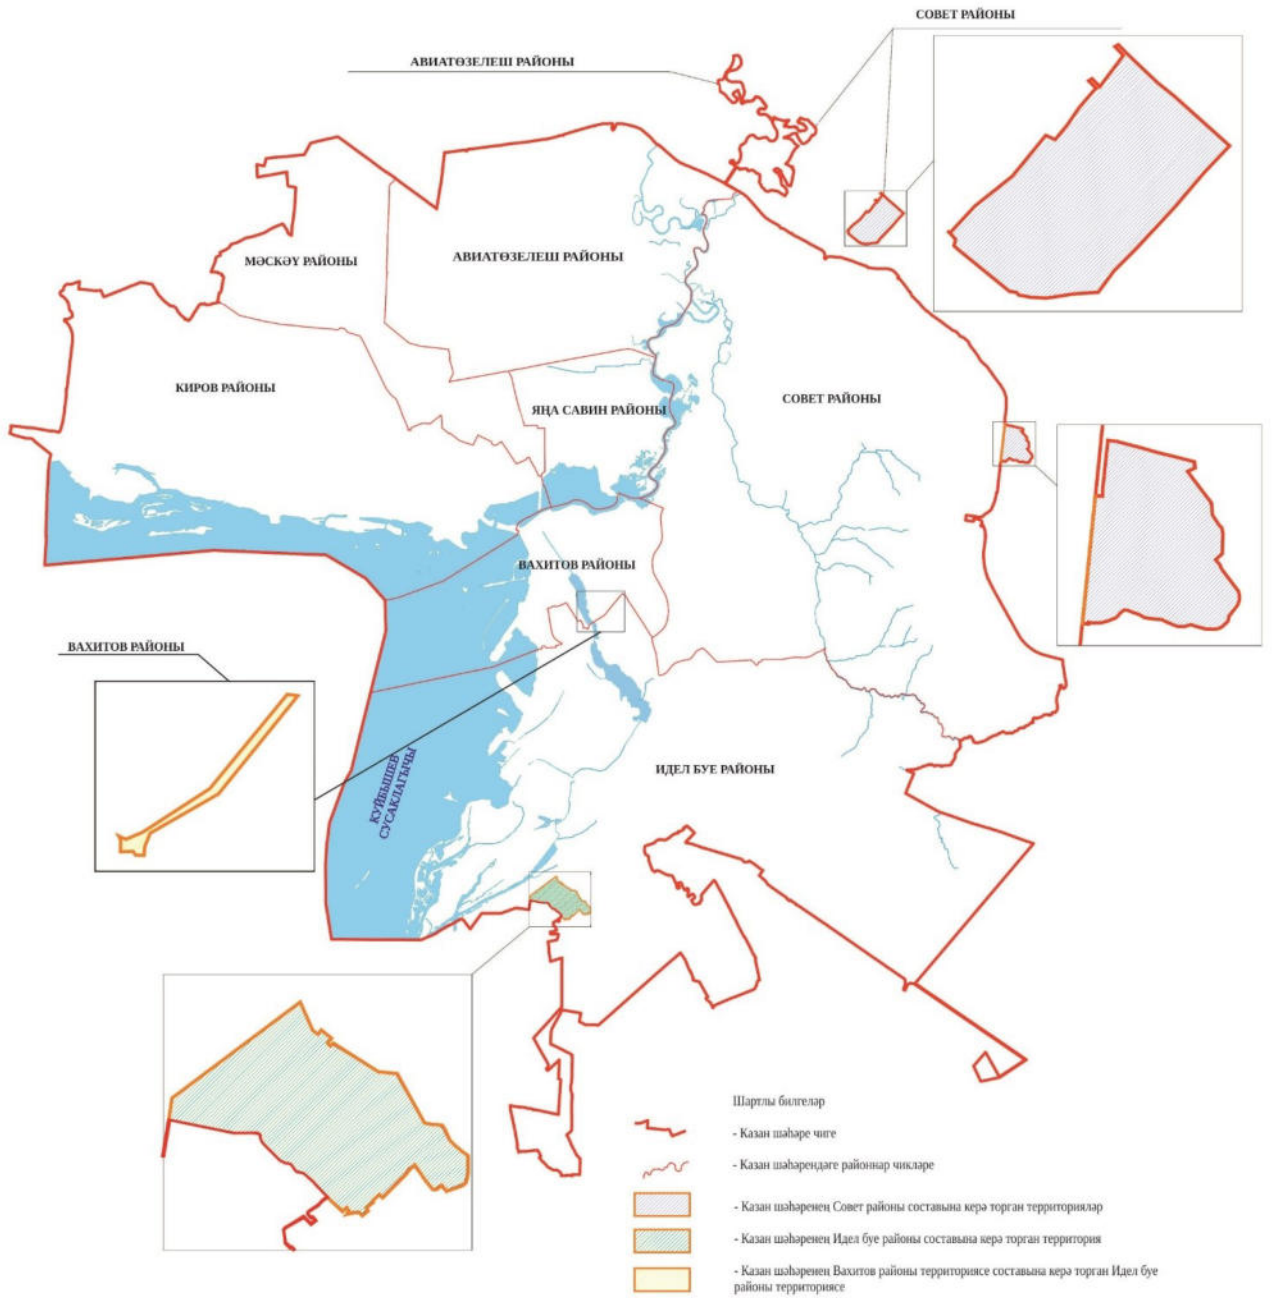 СОВЕТ РАЙОНЫ
АВИАТӨЗЕЛЕШ РАЙОНЫ
МӘСКӘҮ РАЙОНЫ
АВИАТӨЗЕЛЕШ РАЙОНЫ
КИРОВ РАЙОНЫ
ЯҢА САВИН РАЙОНЫ
СОВЕТ РАЙОНЫ
ВАХИТОВ РАЙОНЫ
ВАХИТОВ РАЙОНЫ
КУЙБЫШЕВ
СУСАКЛАГЫЧЫ
ИДЕЛ БУЕ РАЙОНЫ
Шартлы билгеләр
- Казан шәһәре чиге
- Казан шәһәрендәге районнар чикләре
- Казан шәһәренең Совет районы составына керә торган территорияләр
- Казан шәһәренең Идел буе районы составына керә торган территория
- Казан шәһәренең Вахитов районы территориясе составына керә торган Идел буе
районы территориясе